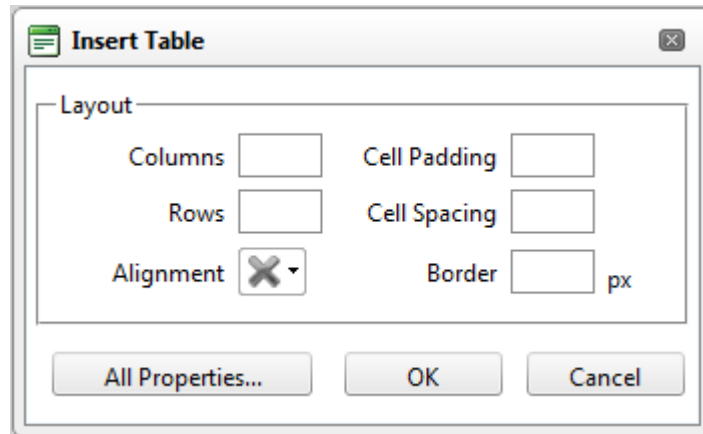 Insert Table
Layout
Columns Cell Padding
Rows Cell Spacing
Alignment Border px
All Properties... OK Cancel